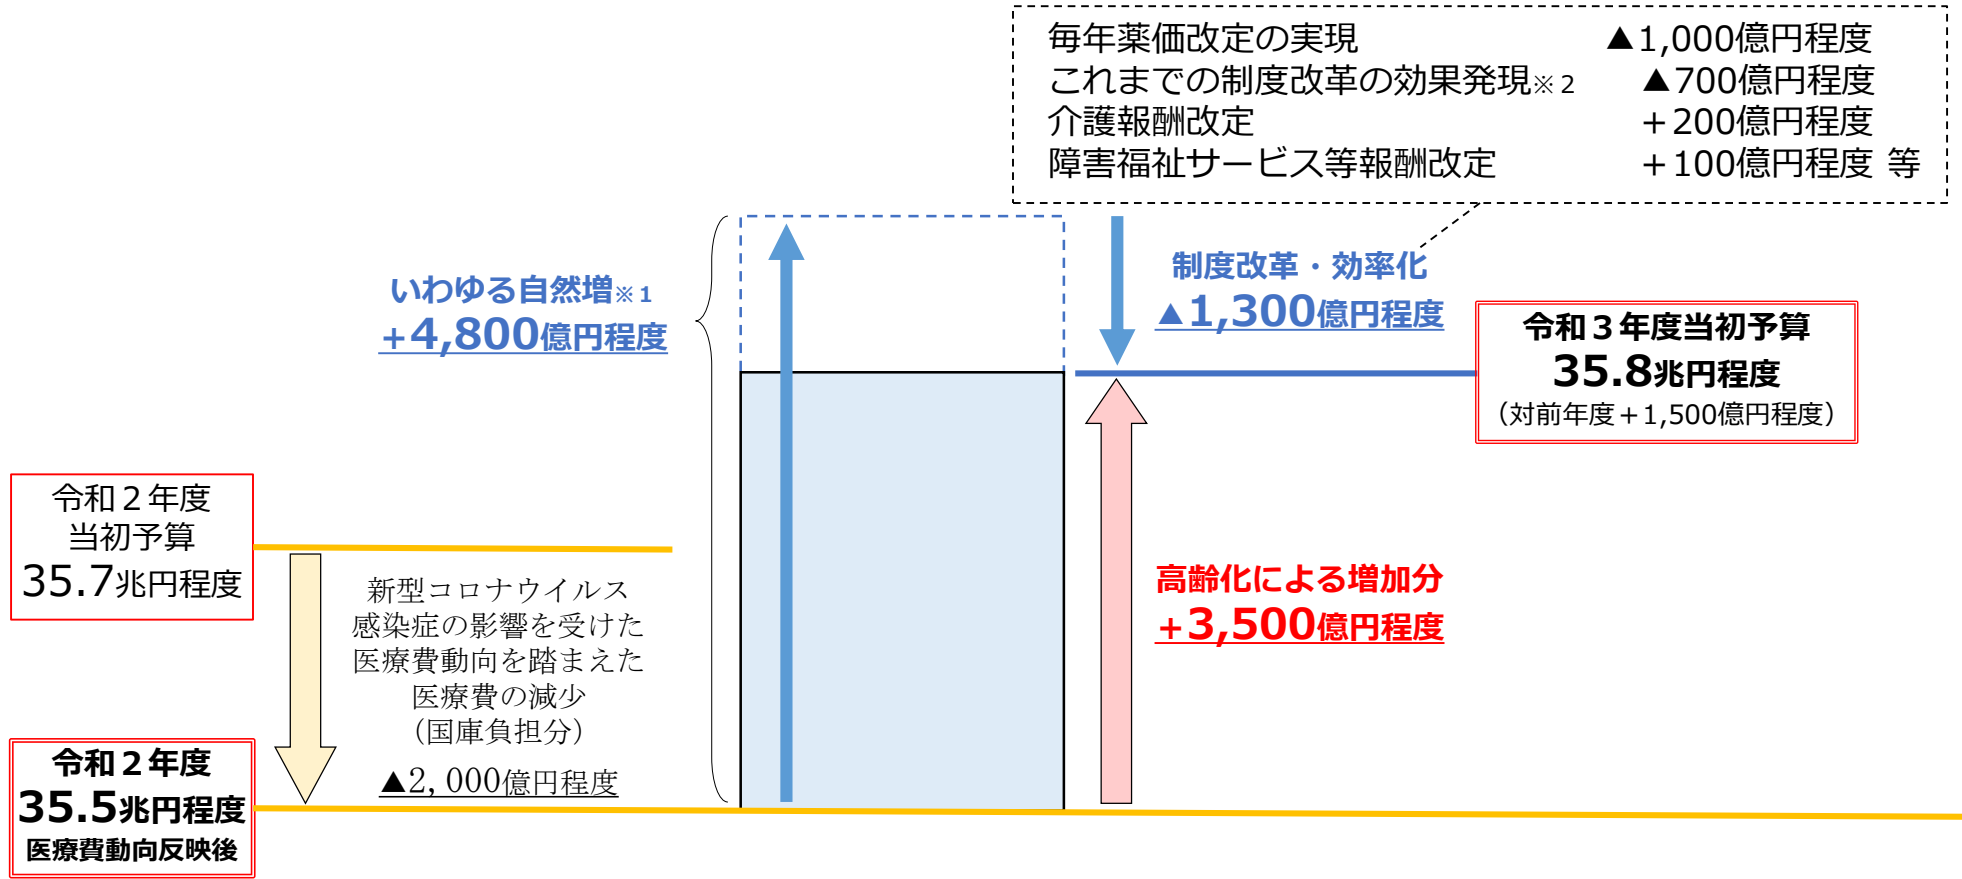 毎年薬価改定の実現 ▲1,000億円程度
これまでの制度改革の効果発現※2 ▲700億円程度
介護報酬改定 +200億円程度
障害福祉サービス等報酬改定 +100億円程度 等
いわゆる自然増※1
+4,800億円程度
制度改革・効率化
▲1,300億円程度
令和3年度当初予算
35.8兆円程度
(対前年度+1,500億円程度)
令和2年度
当初予算
35.7兆円程度
新型コロナウイルス
感染症の影響を受けた
医療費動向を踏まえた
医療費の減少
(国庫負担分)
▲2,000億円程度
高齢化による増加分
+3,500億円程度
令和2年度
35.5兆円程度
医療費動向反映後